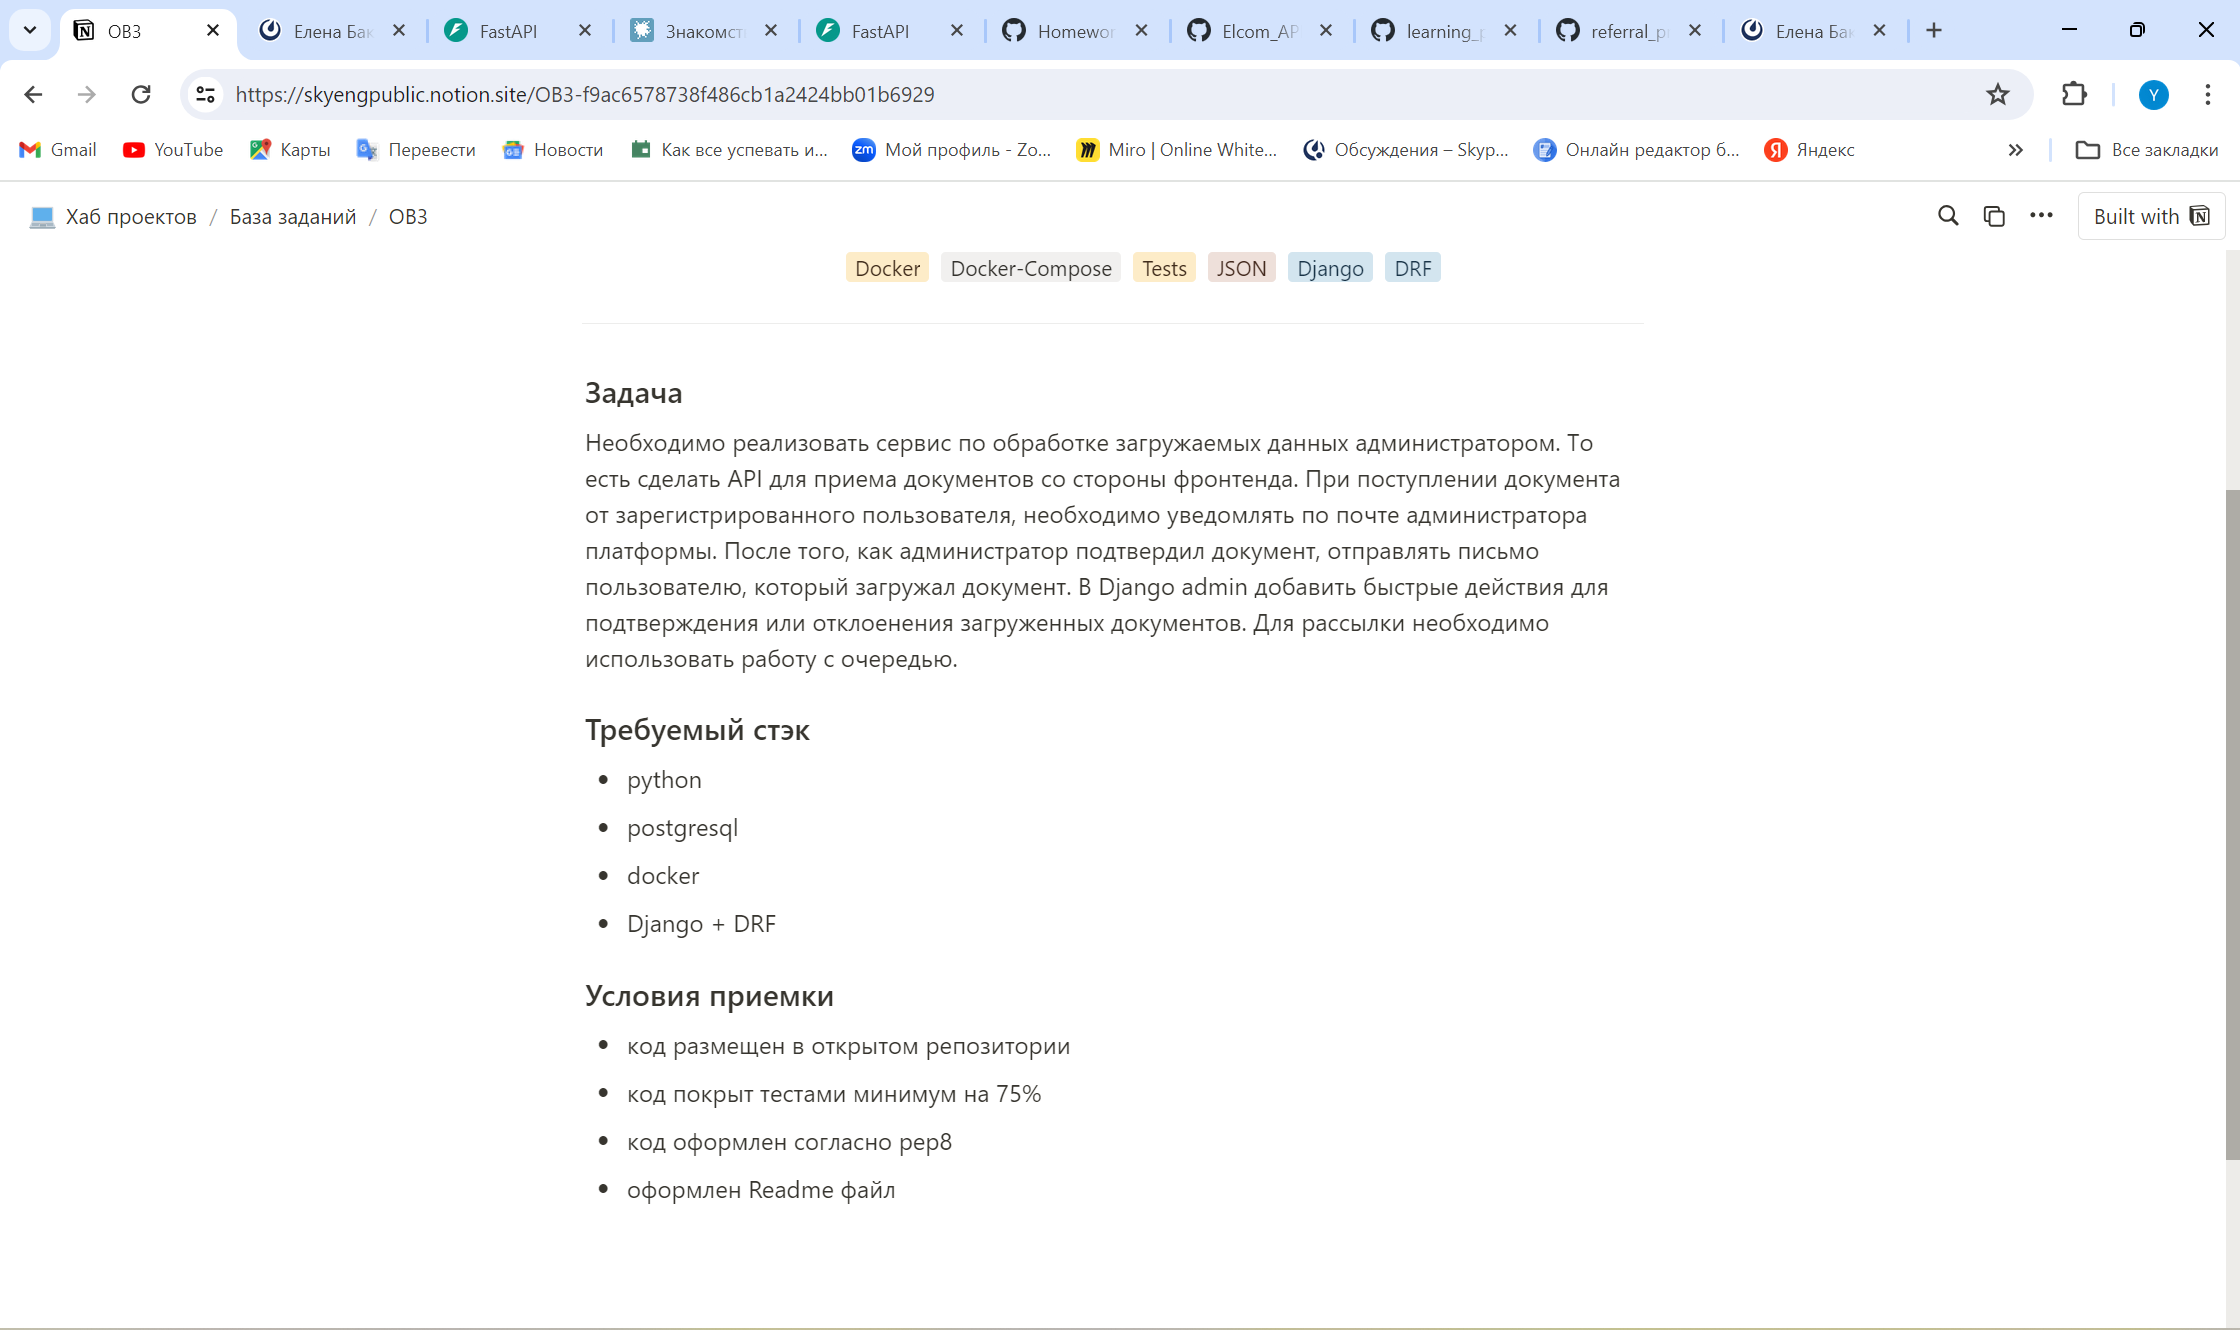 ОВЗ
Елена Бак
FastAPI
Знакомст
FastAPI
Homewor
Elcom_AP
learning_p
referral_p
Елена Бак
https://skyengpublic.notion.site/ОВЗ-f9ac6578738f486cb1a2424bb01b6929
Y
Gmail
YouTube
Карты
Перевести
Новости
Как все успевать и...
zm Мой профиль - Zo...
Miro | Online White...
Обсуждения – Skyp...
Онлайн редактор б...
Я Яндекс
Все закладки
Хаб проектов / База заданий / ОВЗ
Built with
Docker Docker-Compose Tests JSON Django DRF
Задача
Необходимо реализовать сервис по обработке загружаемых данных администратором. То
есть сделать API для приема документов со стороны фронтенда. При поступлении документа
от зарегистрированного пользователя, необходимо уведомлять по почте администратора
платформы. После того, как администратор подтвердил документ, отправлять письмо
пользователю, который загружал документ. В Django admin добавить быстрые действия для
подтверждения или отклоенения загруженных документов. Для рассылки необходимо
использовать работу с очередью.
Требуемый стэк
• python
• postgresql
• docker
• Django + DRF
Условия приемки
• код размещен в открытом репозитории
• код покрыт тестами минимум на 75%
• код оформлен согласно pep8
• оформлен Readme файл